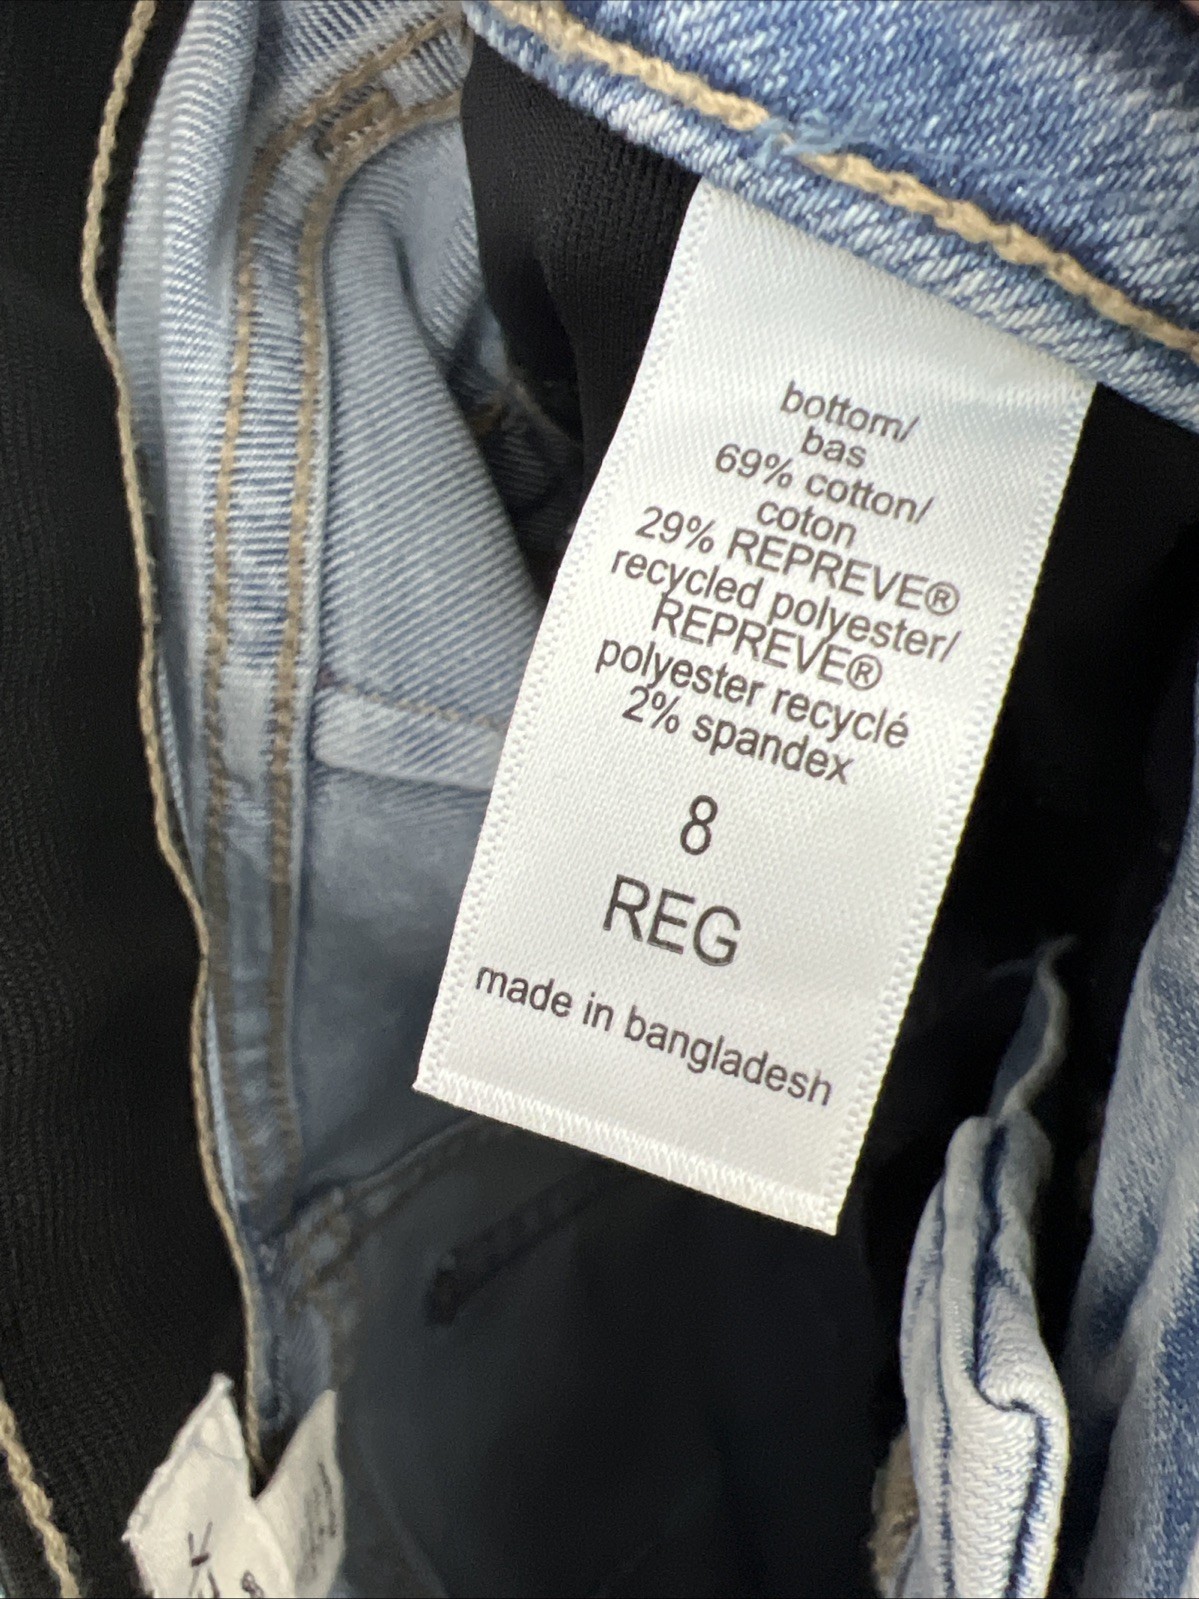 bottom/
bas
69% cotton/
coton
29% REPREVE®
recycled polyester/
REPREVE®
polyester recyclé
2% spandex
8
REG
made in bangladesh